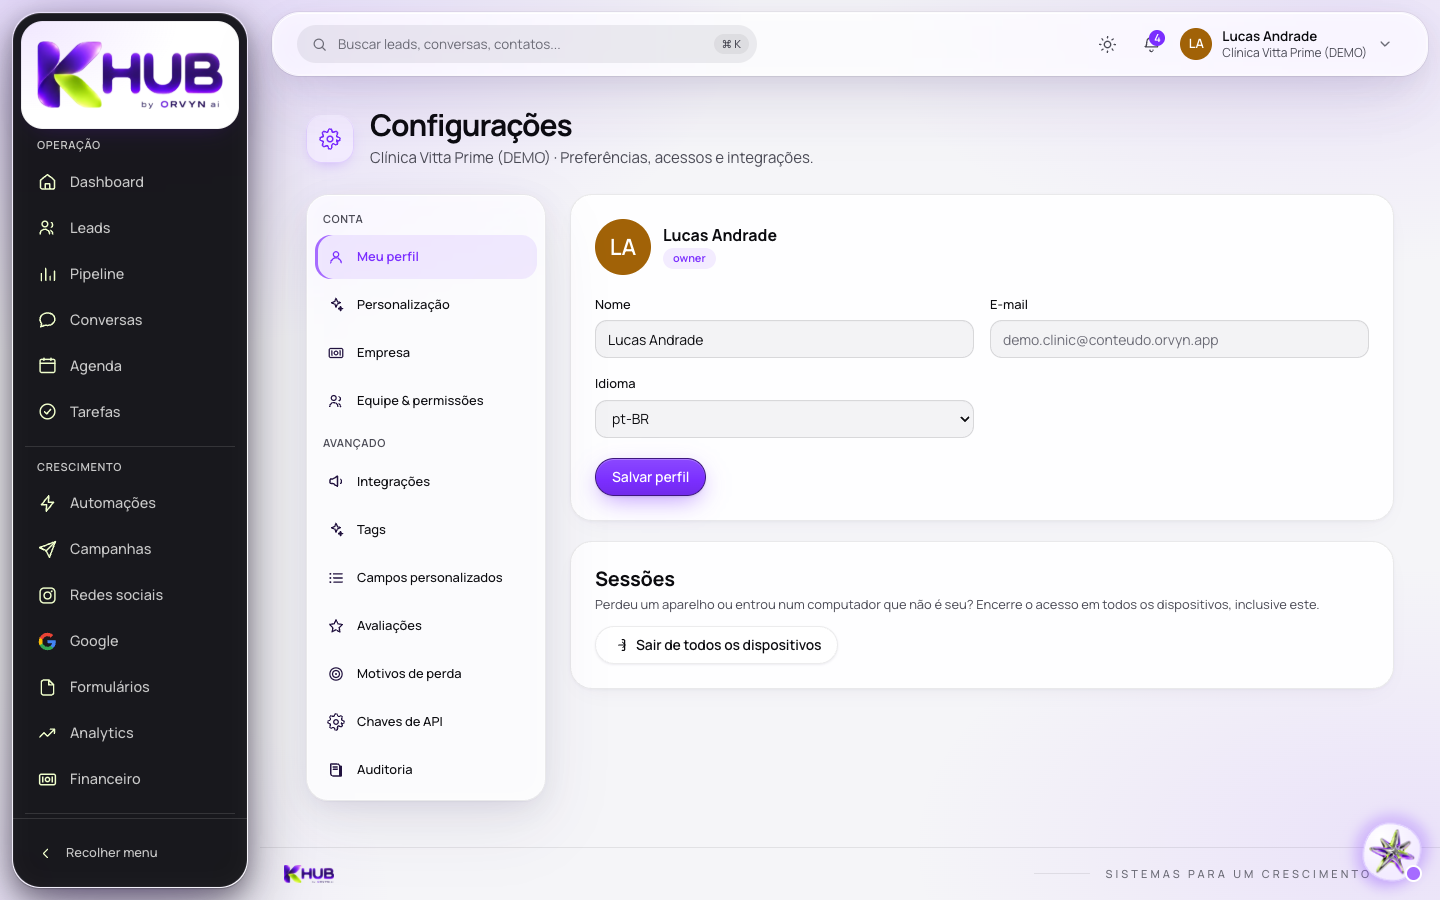 KHUB
by ORVYN ai
OPERAÇÃO
Dashboard
Leads
Pipeline
Conversas
Agenda
Tarefas
CRESCIMENTO
Automações
Campanhas
Redes sociais
Google
Formulários
Analytics
Financeiro
Recolher menu
Buscar leads, conversas, contatos...
⌘ K
4
LA
Lucas Andrade
Clínica Vitta Prime (DEMO)
Configurações
Clínica Vitta Prime (DEMO) · Preferências, acessos e integrações.
CONTA
Meu perfil
Personalização
Empresa
Equipe & permissões
AVANÇADO
Integrações
Tags
Campos personalizados
Avaliações
Motivos de perda
Chaves de API
Auditoria
LA
Lucas Andrade
owner
Nome
Lucas Andrade
E-mail
demo.clinic@conteudo.orvyn.app
Idioma
pt-BR
Salvar perfil
Sessões
Perdeu um aparelho ou entrou num computador que não é seu? Encerre o acesso em todos os dispositivos, inclusive este.
Sair de todos os dispositivos
KHUB
SISTEMAS PARA UM CRESCIMENTO